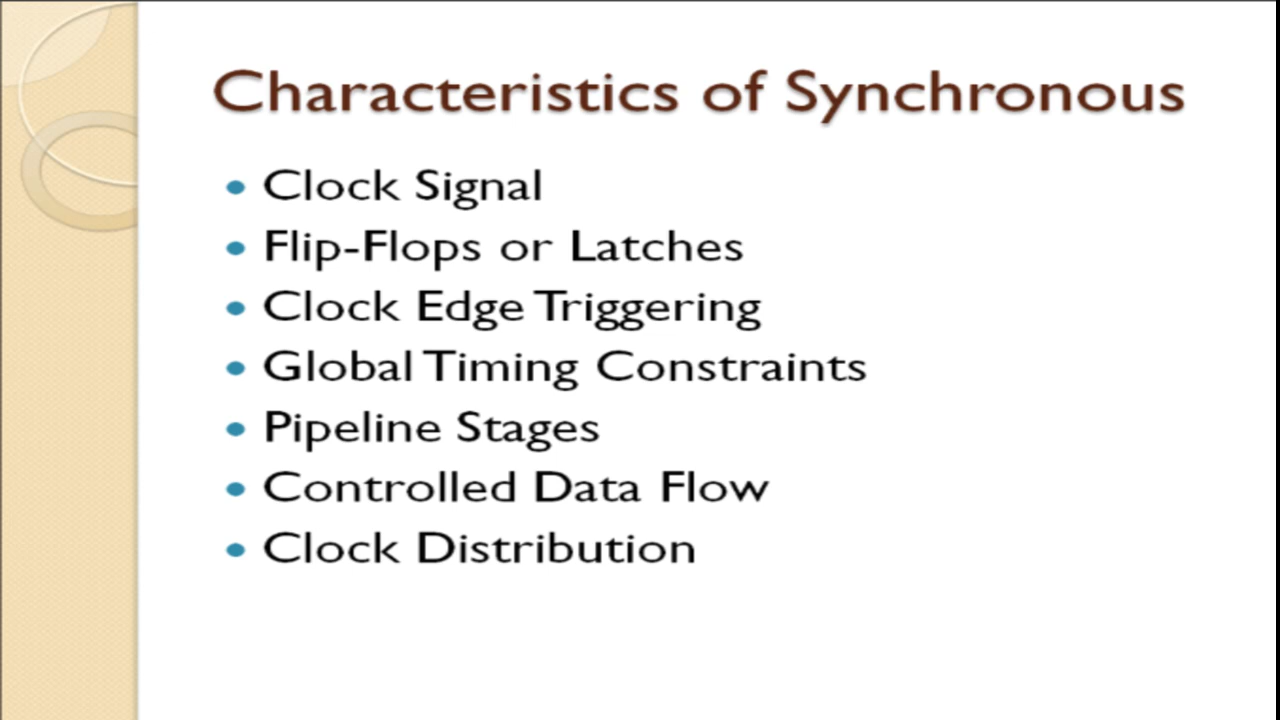 Characteristics of Synchronous
• Clock Signal
• Flip-Flops or Latches
• Clock Edge Triggering
• Global Timing Constraints
• Pipeline Stages
• Controlled Data Flow
• Clock Distribution